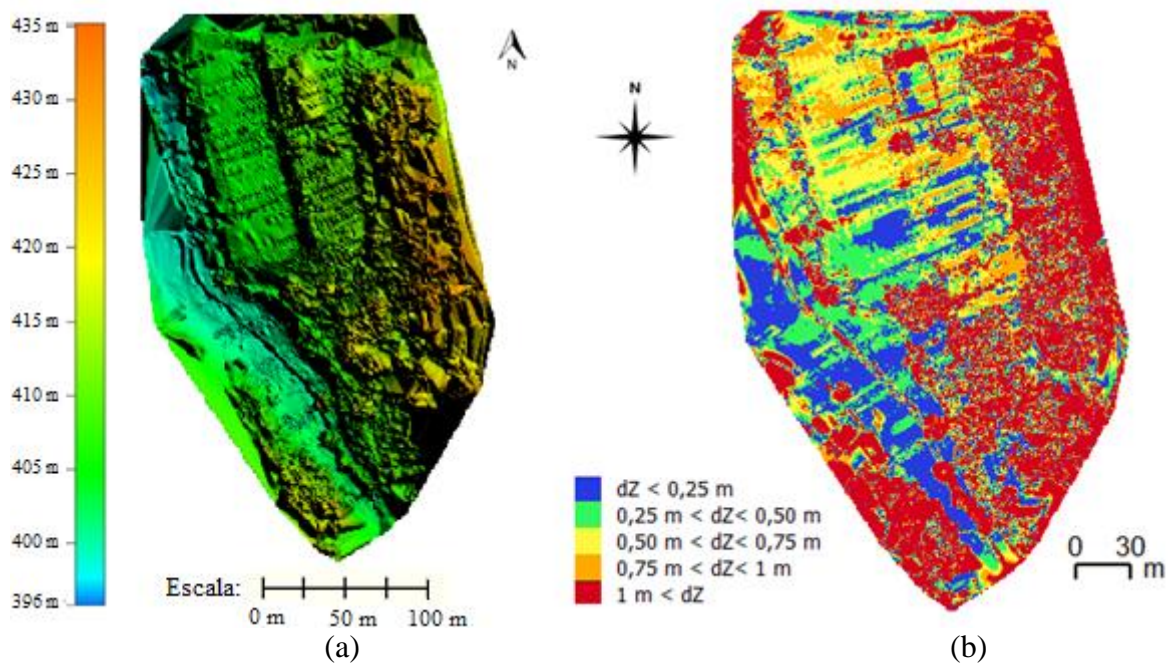 435 m
430 m
425 m
420 m
415 m
410 m
405 m
400 m
396 m
N
Escala:
0 m 50 m 100 m
(a)
N
dZ < 0,25 m
0,25 m < dZ< 0,50 m
0,50 m < dZ< 0,75 m
0,75 m < dZ< 1 m
1 m < dZ
0 30
m
(b)